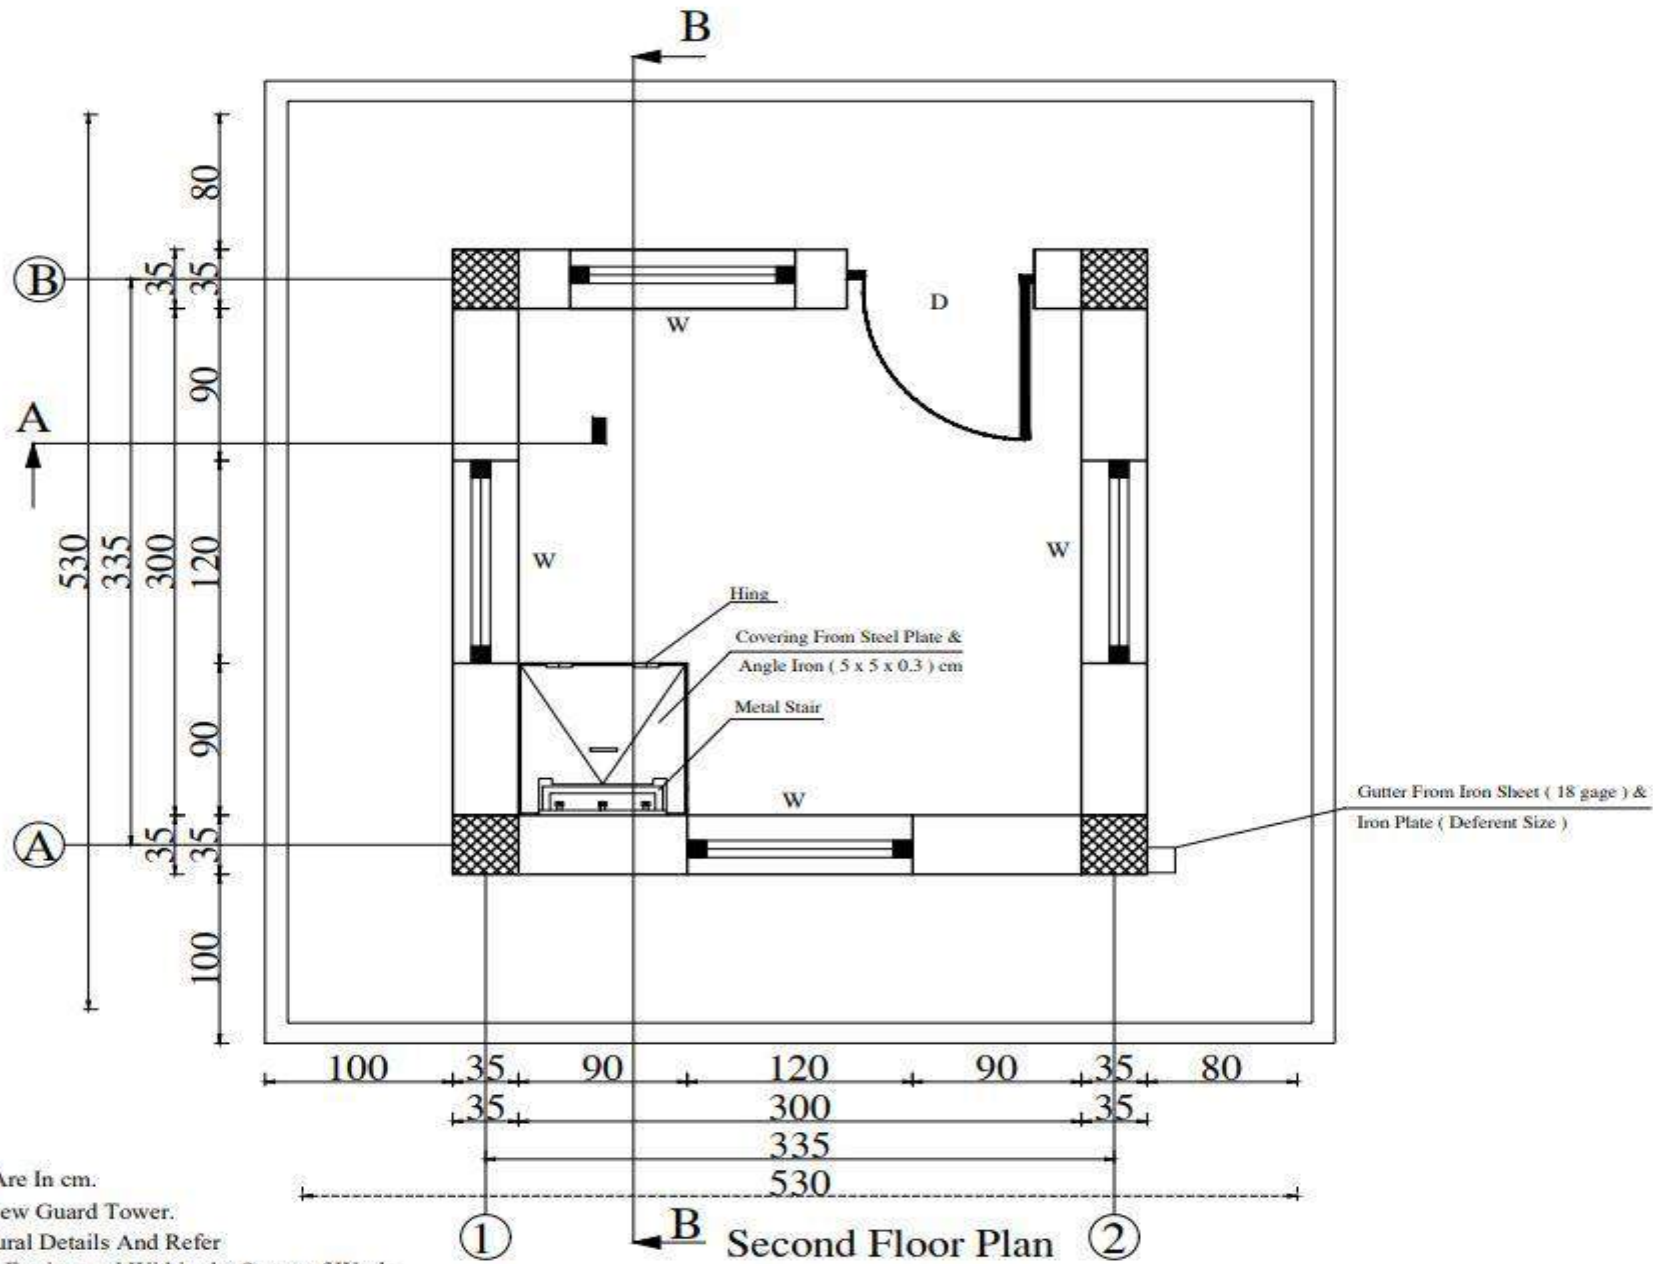 B
80
B
35
35
W
D
90
A
530
335
300
120
W
W
Hing
Covering From Steel Plate &
Angle Iron ( 5 x 5 x 0.3 ) cm
Metal Stair
90
W
Gutter From Iron Sheet ( 18 gage ) &
Iron Plate ( Deferent Size )
A
35
35
100
100 35 90 120 90 35 80
35 300 35
335
530
Are In cm.
ew Guard Tower.
ural Details And Refer
1
B
Second Floor Plan
2